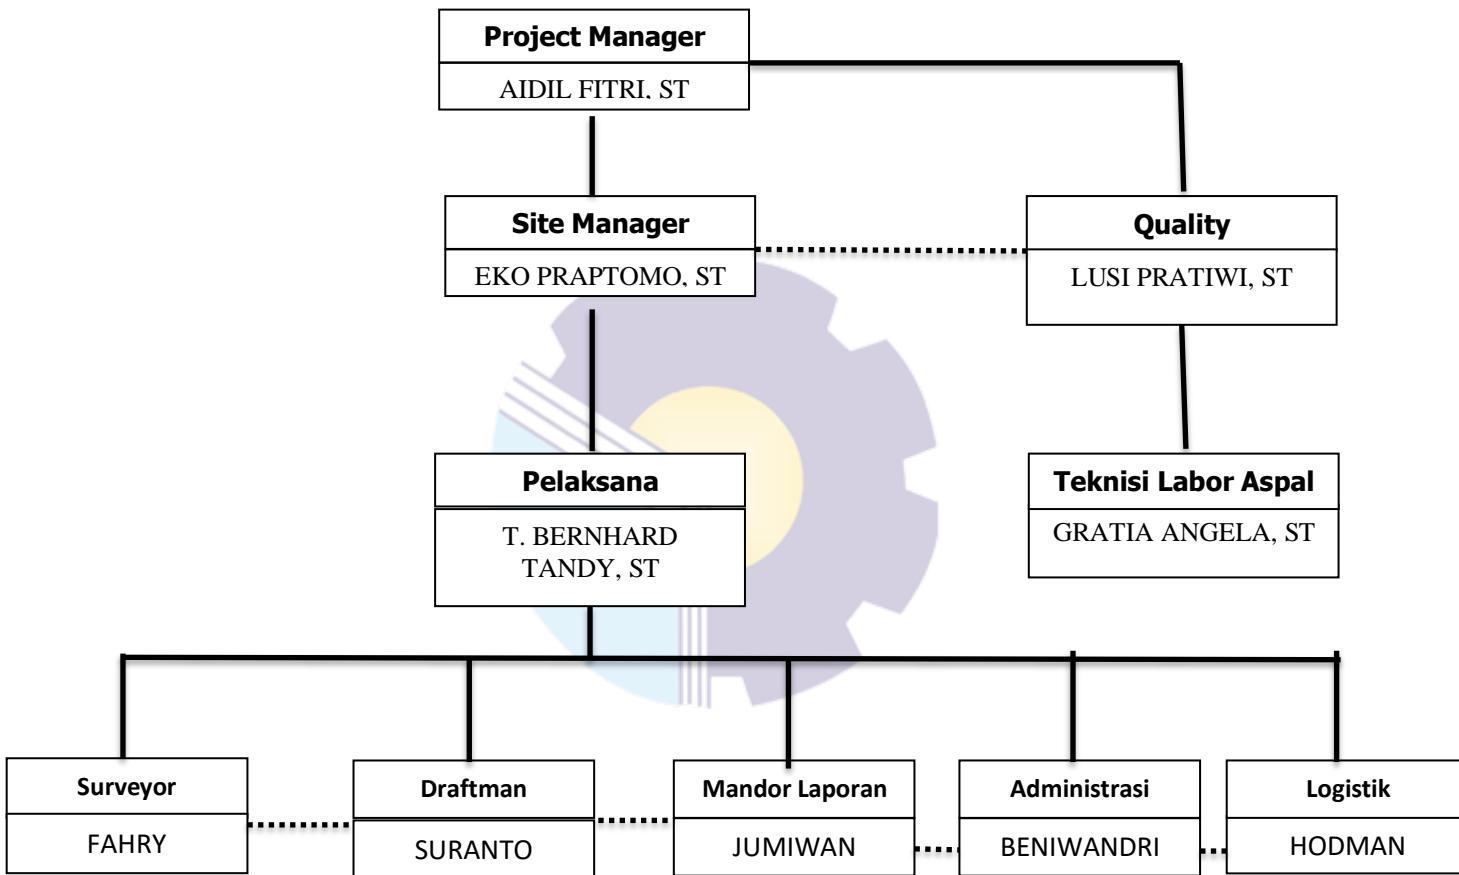 Project Manager
AIDIL FITRI, ST
Site Manager
EKO PRAPTOMO, ST
Quality
LUSI PRATIWI, ST
Pelaksana
T. BERNHARD
TANDY, ST
Teknisi Labor Aspal
GRATIA ANGELA, ST
Surveyor
FAHRY
Draftman
SURANTO
Mandor Laporan
JUMIWAN
Administrasi
BENIWANDRI
Logistik
HODMAN